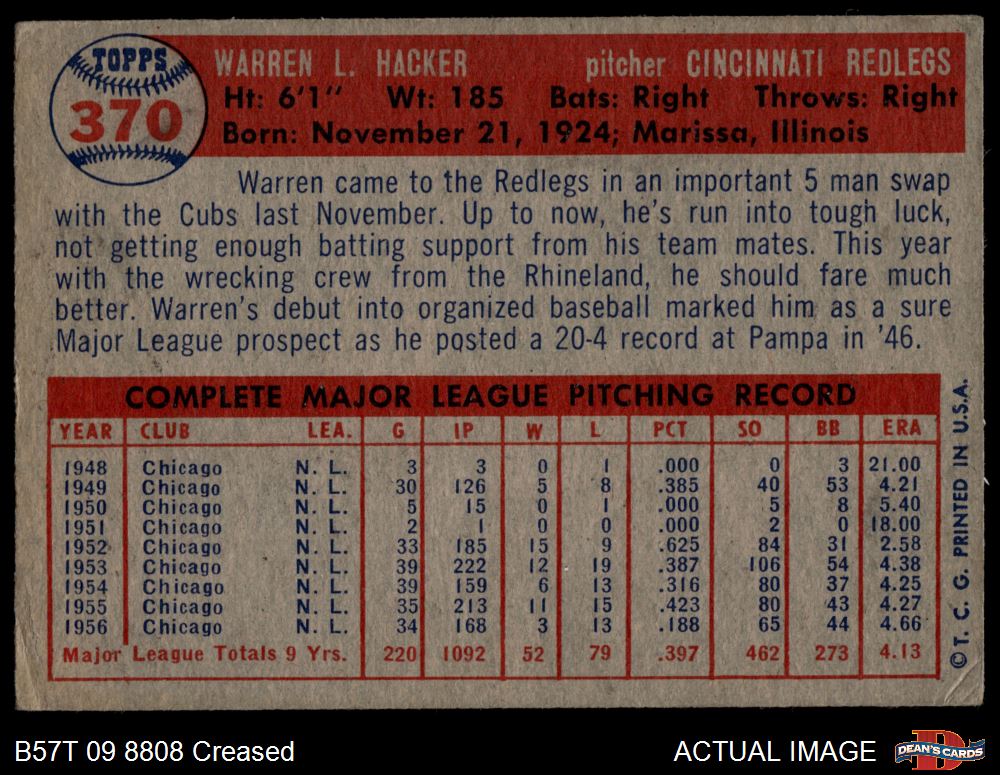 TOPPS
370
WARREN L. HACKER pitcher CINCINNATI REDLEGS
Ht: 6'1" Wt: 185 Bats: Right Throws: Right
Born: November 21, 1924; Marissa, Illinois
Warren came to the Redlegs in an important 5 man swap
with the Cubs last November. Up to now, he's run into tough luck,
not getting enough batting support from his team mates. This year
with the wrecking crew from the Rhineland, he should fare much
better. Warren's debut into organized baseball marked him as a sure
Major League prospect as he posted a 20-4 record at Pampa in '46.
COMPLETE MAJOR LEAGUE PITCHING RECORD
YEAR CLUB LEA. G IP W L PCT SO BB ERA
1948 Chicago N. L. 3 3 0 1 .000 0 3 21.00
1949 Chicago N. L. 30 126 5 8 .385 40 53 4.21
1950 Chicago N. L. 5 15 0 1 .000 5 8 5.40
1951 Chicago N. L. 2 1 0 0 .000 2 0 18.00
1952 Chicago N. L. 33 185 15 9 .625 84 31 2.58
1953 Chicago N. L. 39 222 12 19 .387 106 54 4.38
1954 Chicago N. L. 39 159 6 13 .316 80 37 4.25
1955 Chicago N. L. 35 213 11 15 .423 80 43 4.27
1956 Chicago N. L. 34 168 3 13 .188 65 44 4.66
Major League Totals 9 Yrs. 220 1092 52 79 .397 462 273 4.13
© T. C. G. PRINTED IN U.S.A.
B57T 09 8808 Creased
ACTUAL IMAGE
D
DEAN'S CARDS